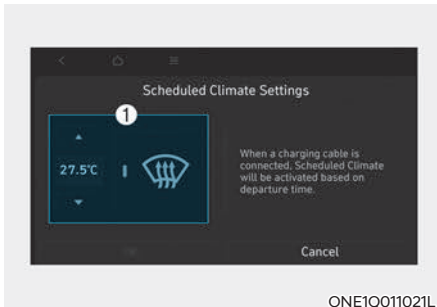 Scheduled Climate Settings
1
27.5°C
When a charging cable is
connected, Scheduled Climate
will be activated based on
departure time.
Cancel
ONE1Q011021L